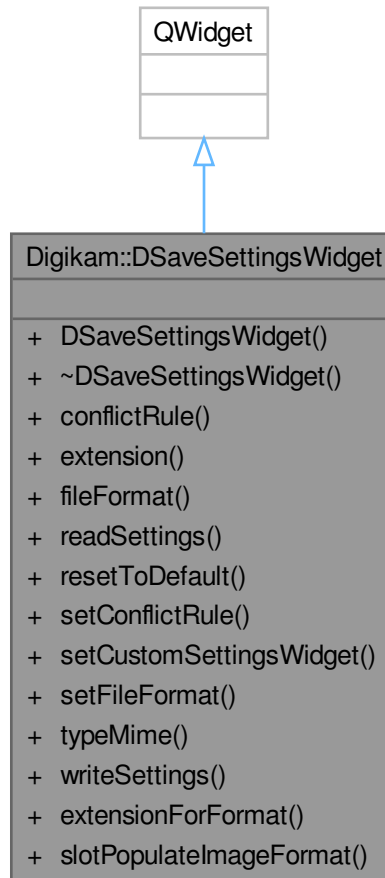 QWidget
Digikam::DSaveSettingsWidget
+ DSaveSettingsWidget()
+ ~DSaveSettingsWidget()
+ conflictRule()
+ extension()
+ fileFormat()
+ readSettings()
+ resetToDefault()
+ setConflictRule()
+ setCustomSettingsWidget()
+ setFileFormat()
+ typeMime()
+ writeSettings()
+ extensionForFormat()
+ slotPopulateImageFormat()